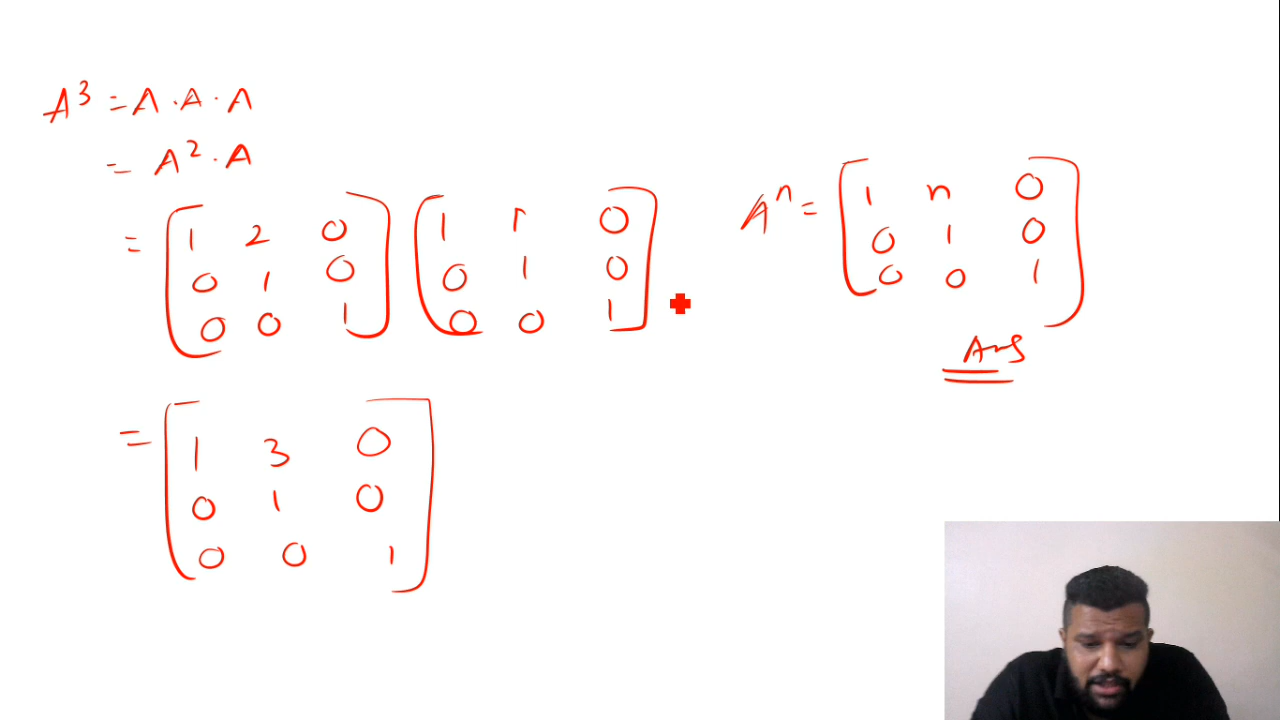 A³ = A . A . A
= A² . A
= [1 2 0] [1 1 0]
[0 1 0] [0 1 0]
[0 0 1] [0 0 1]
= [1 3 0]
[0 1 0]
[0 0 1]
Aⁿ = [1 n 0]
[0 1 0]
[0 0 1]
Ans